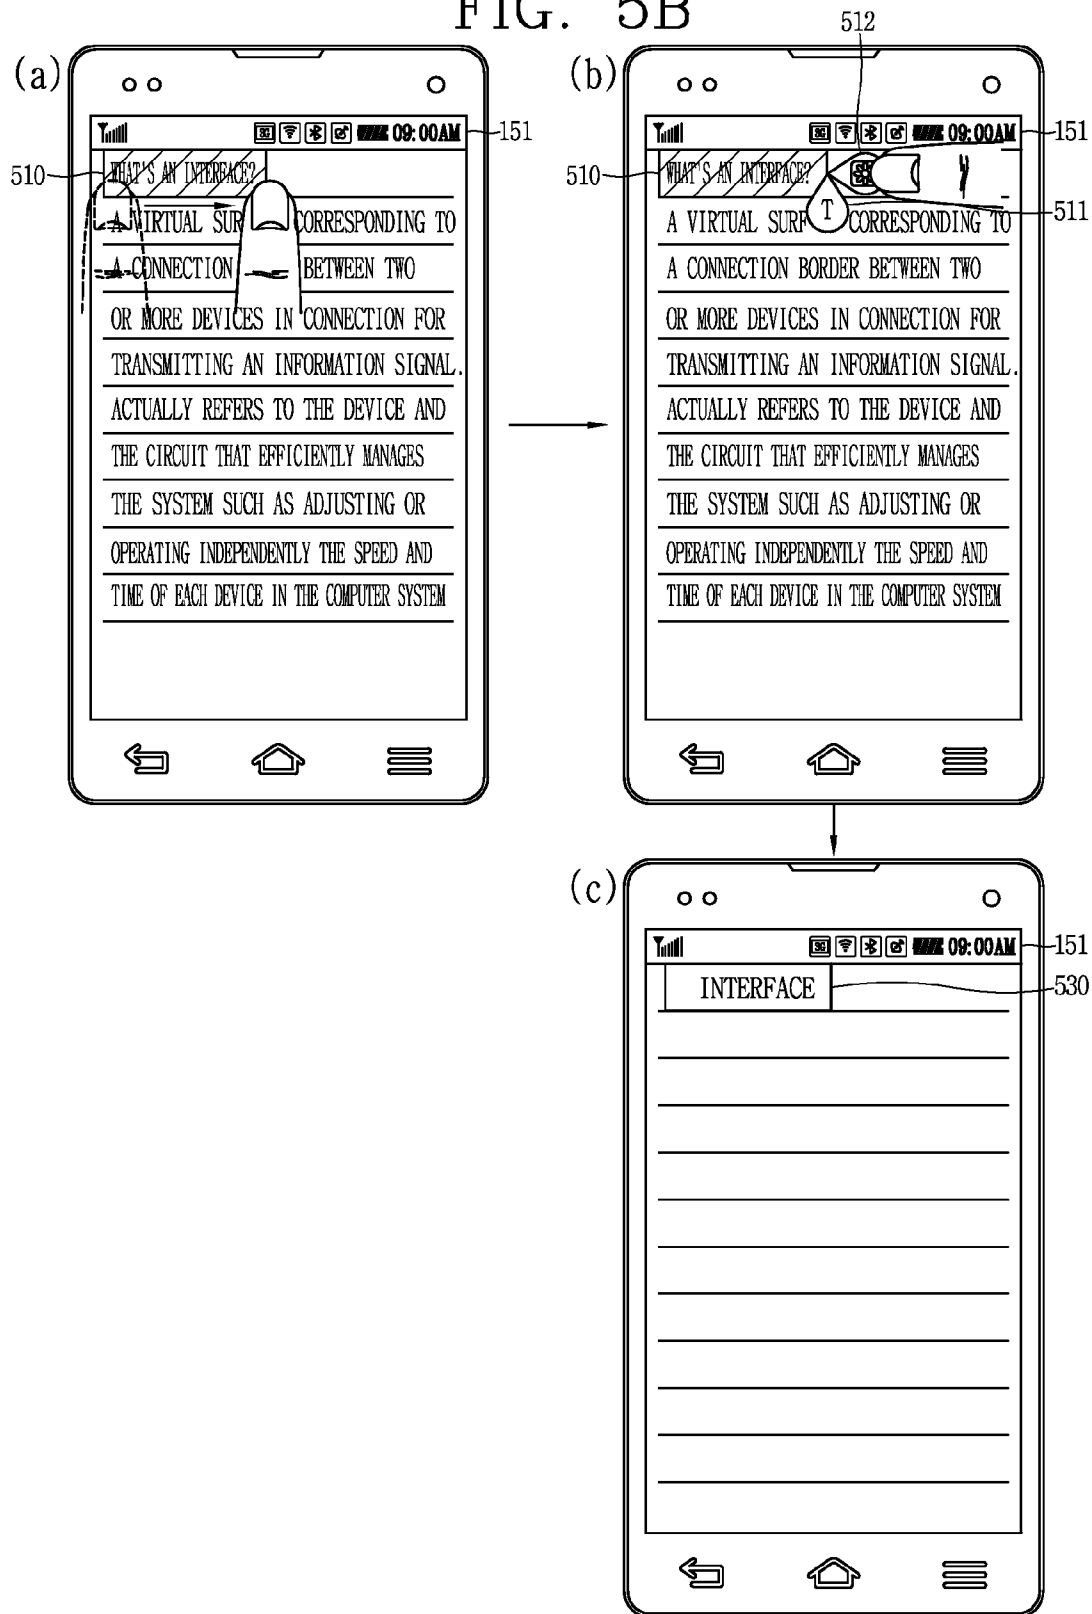 FIG. 5B
(a)
3G 09:00AM
151
510
WHAT'S AN INTERFACE?
A VIRTUAL SUR CORRESPONDING TO
A CONNECTION BETWEEN TWO
OR MORE DEVICES IN CONNECTION FOR
TRANSMITTING AN INFORMATION SIGNAL.
ACTUALLY REFERS TO THE DEVICE AND
THE CIRCUIT THAT EFFICIENTLY MANAGES
THE SYSTEM SUCH AS ADJUSTING OR
OPERATING INDEPENDENTLY THE SPEED AND
TIME OF EACH DEVICE IN THE COMPUTER SYSTEM
(b)
512
3G 09:00AM
151
510
WHAT'S AN INTERFACE?
T
511
A VIRTUAL SURF CORRESPONDING TO
A CONNECTION BORDER BETWEEN TWO
OR MORE DEVICES IN CONNECTION FOR
TRANSMITTING AN INFORMATION SIGNAL.
ACTUALLY REFERS TO THE DEVICE AND
THE CIRCUIT THAT EFFICIENTLY MANAGES
THE SYSTEM SUCH AS ADJUSTING OR
OPERATING INDEPENDENTLY THE SPEED AND
TIME OF EACH DEVICE IN THE COMPUTER SYSTEM
(c)
3G 09:00AM
151
INTERFACE
530